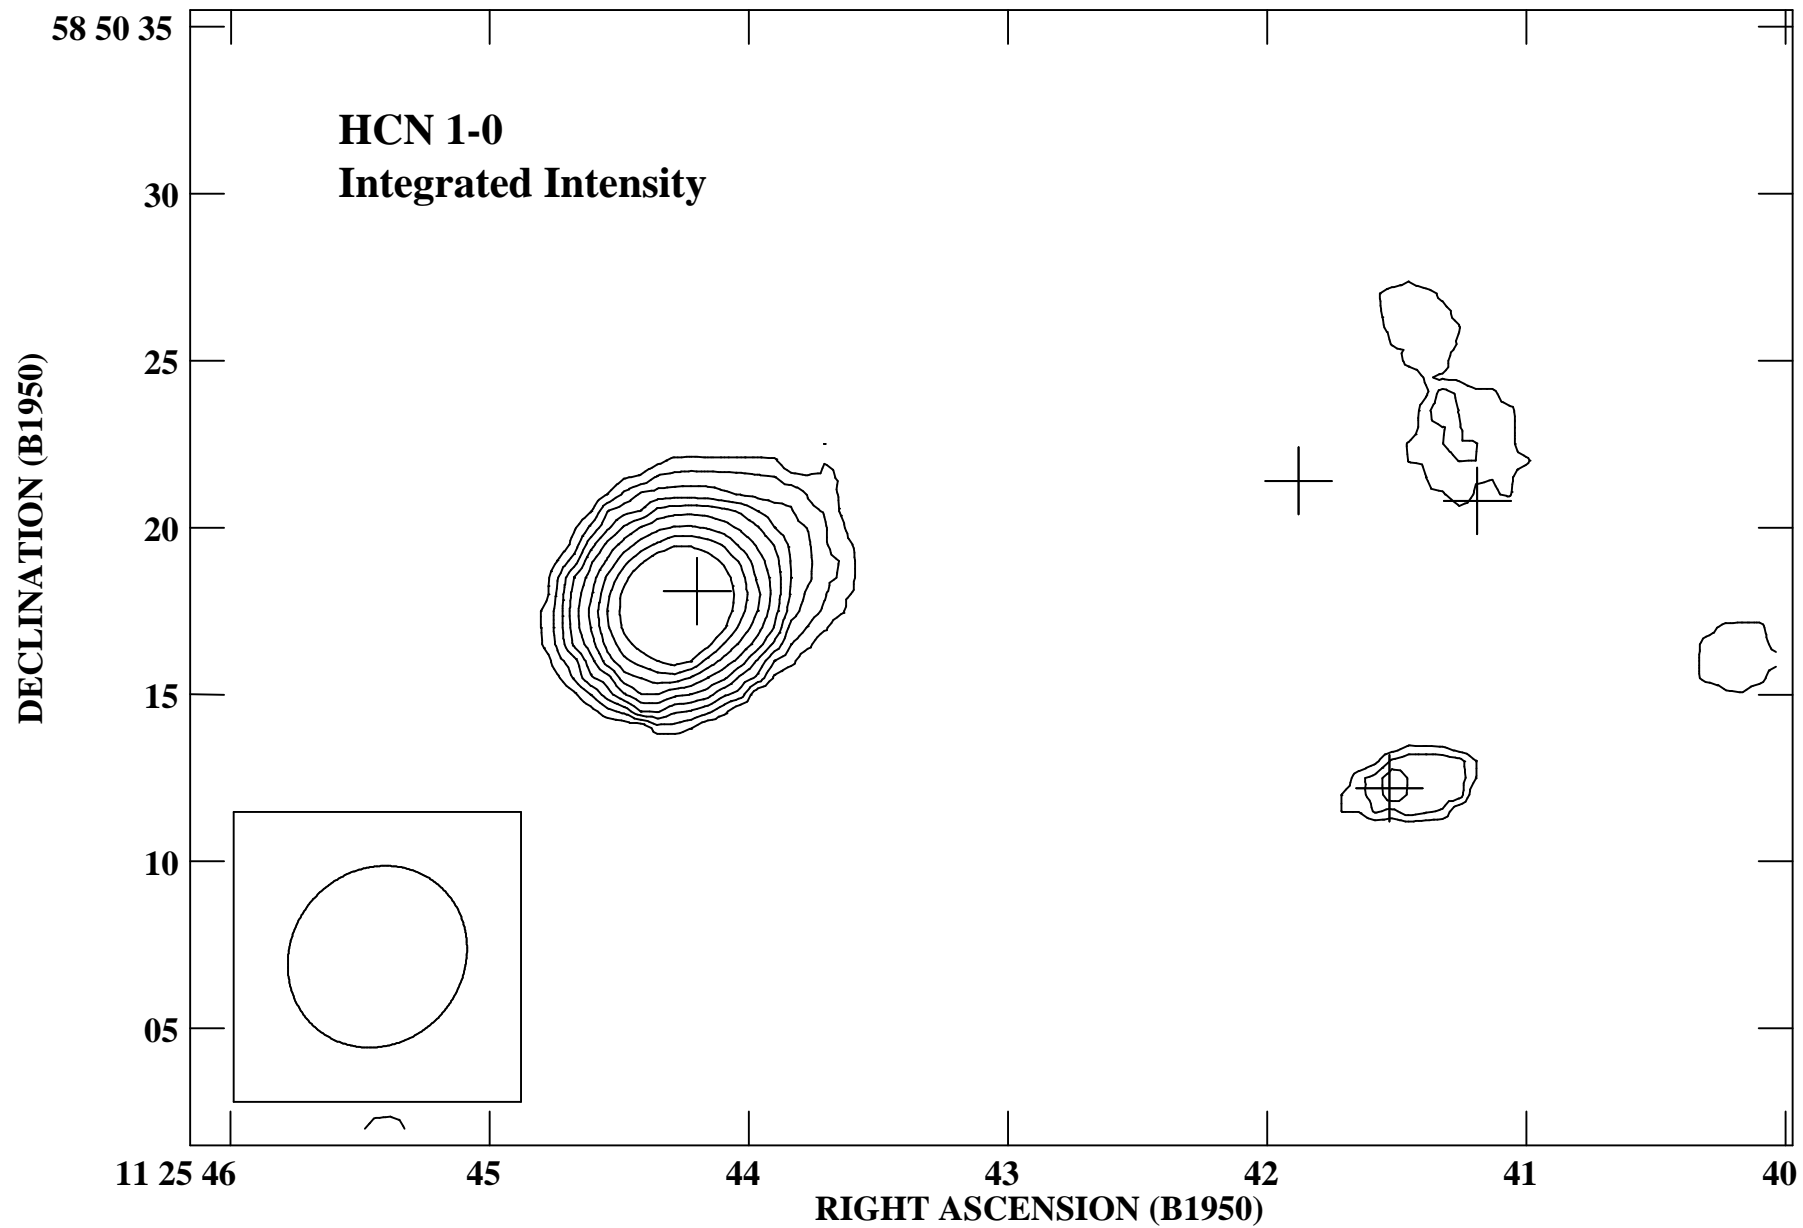 58 50 35
HCN 1-0
Integrated Intensity
30
25
20
15
10
05
DECLINATION (B1950)
11 25 46 45 44 43 42 41 40
RIGHT ASCENSION (B1950)